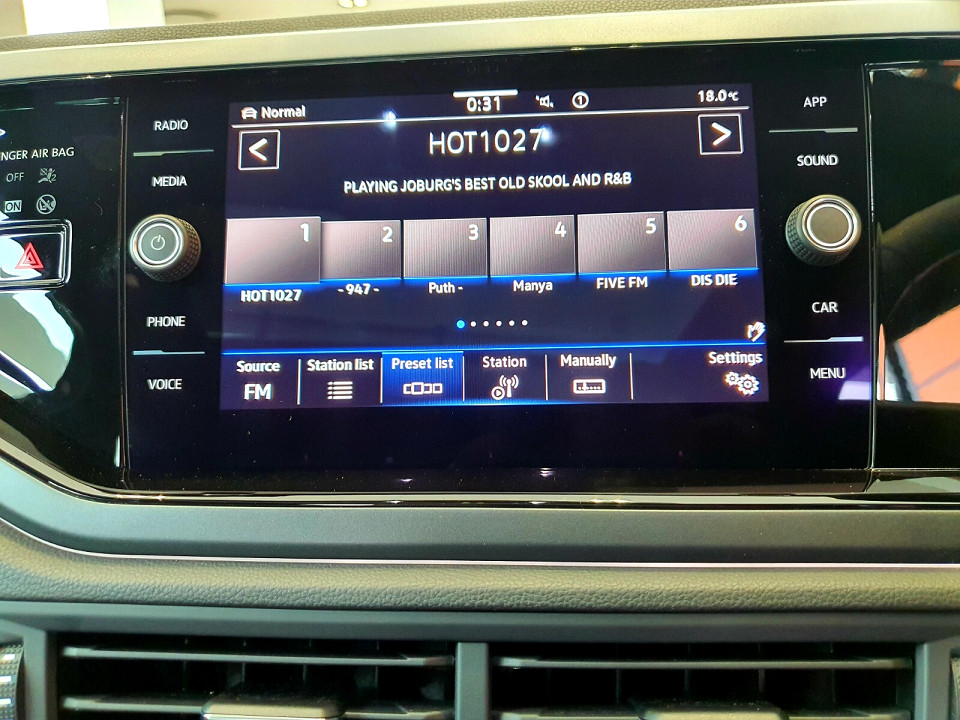 Normal
0:31
1
18.0°C
HOT1027
PLAYING JOBURG'S BEST OLD SKOOL AND R&B
1
2
3
4
5
6
HOT1027
-947-
Puth -
Manya
FIVE FM
DIS DIE
Source
FM
Station list
Preset list
Station
Manually
Settings
RADIO
MEDIA
PHONE
VOICE
APP
SOUND
CAR
MENU
NGER AIR BAG
OFF
ON